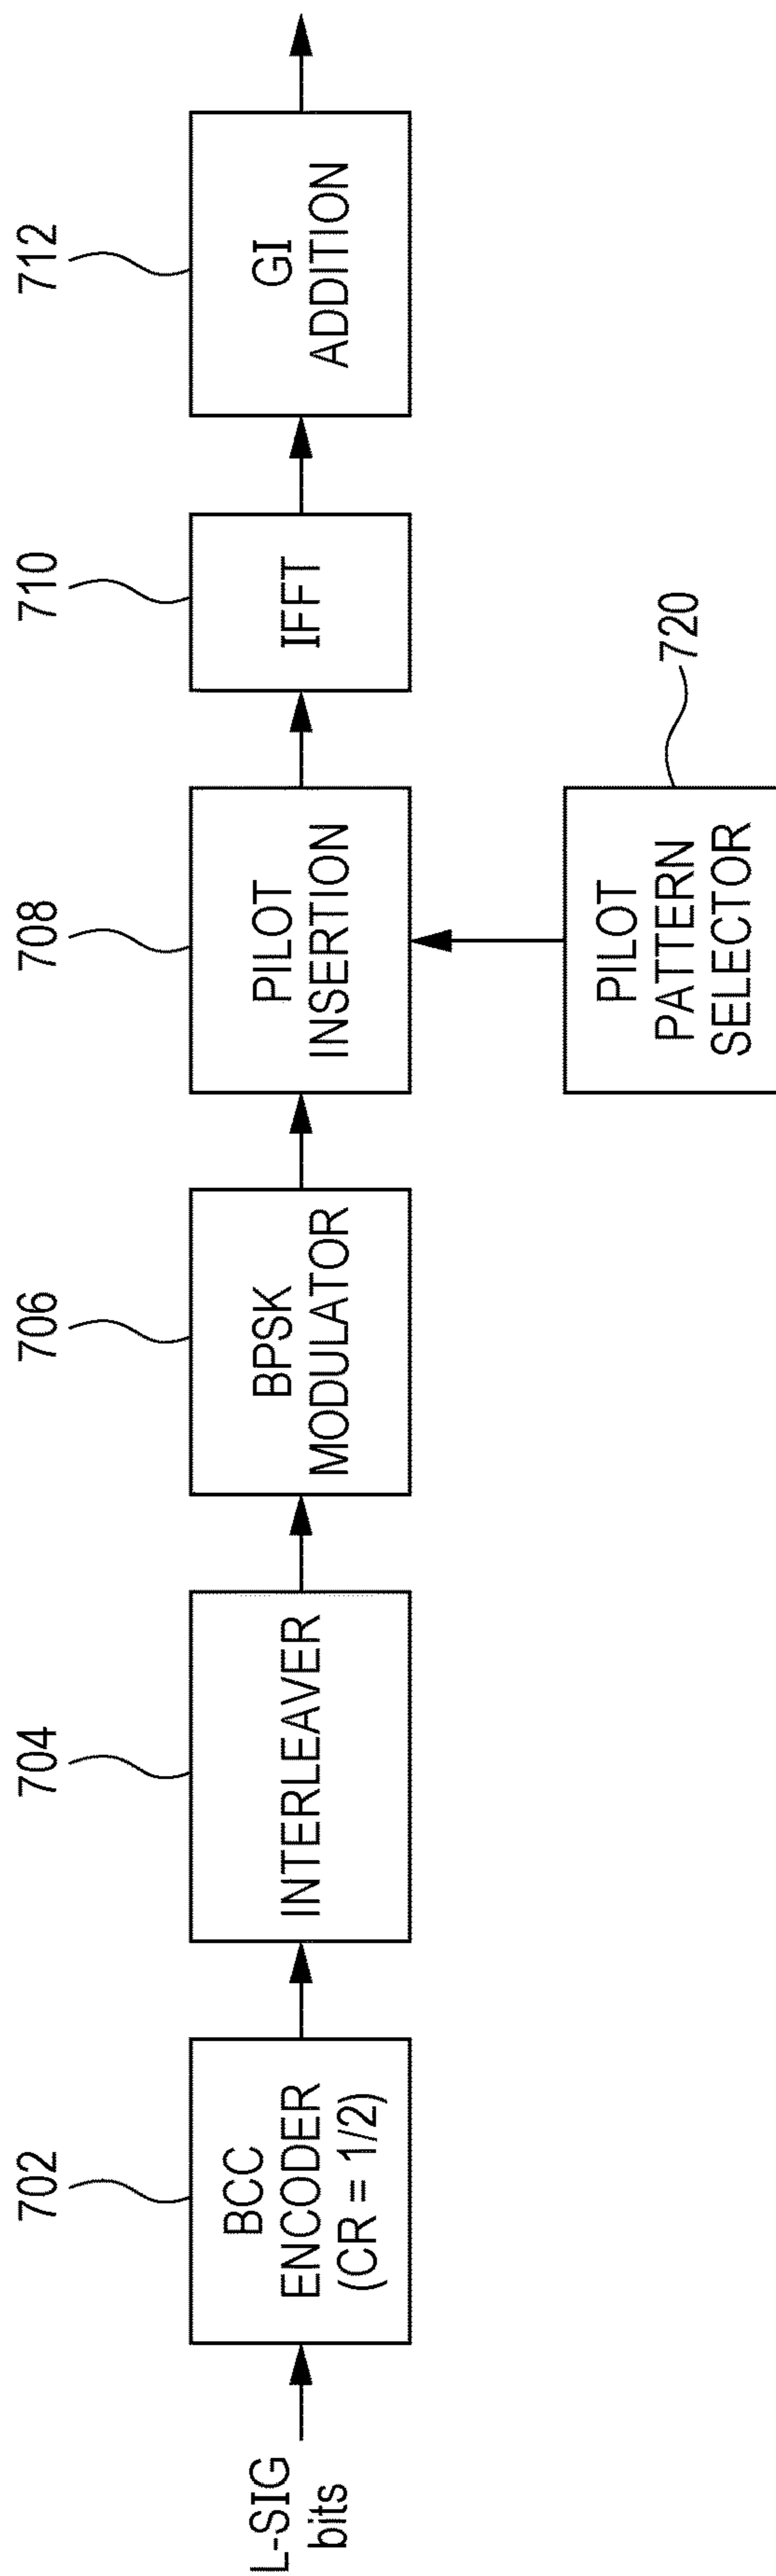 L-SIG
bits
702
BCC
ENCODER
(CR = 1/2)
704
INTERLEAVER
706
BPSK
MODULATOR
708
PILOT
INSERTION
710
IFFT
712
GI
ADDITION
720
PILOT
PATTERN
SELECTOR